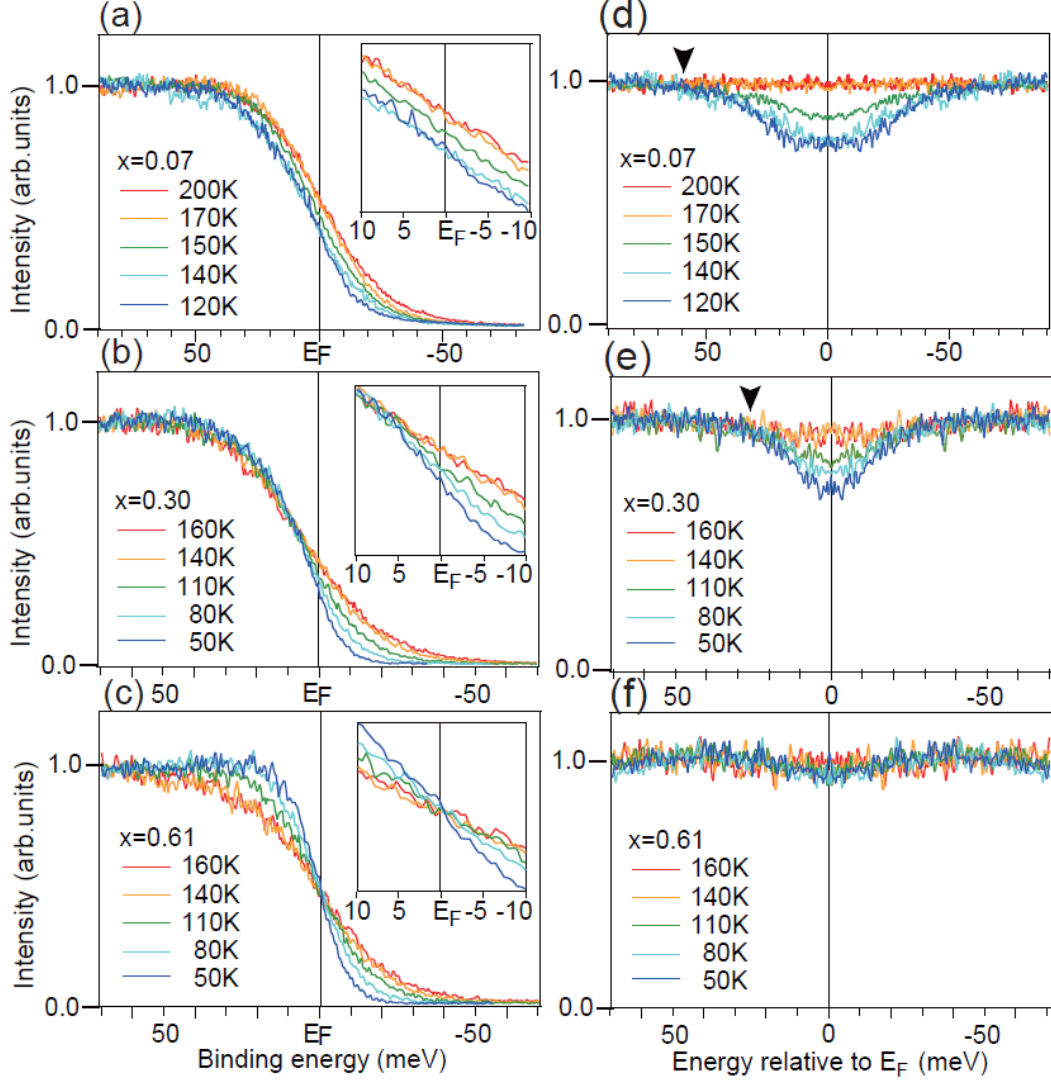 (a)
Intensity (arb.units)
1.0
0.0
x=0.07
200K
170K
150K
140K
120K
10 5 EF -5 -10
50 EF -50
(d)
1.0
0.0
x=0.07
200K
170K
150K
140K
120K
50 0 -50
(b)
Intensity (arb.units)
1.0
0.0
x=0.30
160K
140K
110K
80K
50K
10 5 EF -5 -10
50 EF -50
(e)
1.0
0.0
x=0.30
160K
140K
110K
80K
50K
50 0 -50
(c)
Intensity (arb.units)
1.0
0.0
x=0.61
160K
140K
110K
80K
50K
10 5 EF -5 -10
50 EF -50
Binding energy (meV)
(f)
1.0
0.0
x=0.61
160K
140K
110K
80K
50K
50 0 -50
Energy relative to EF (meV)